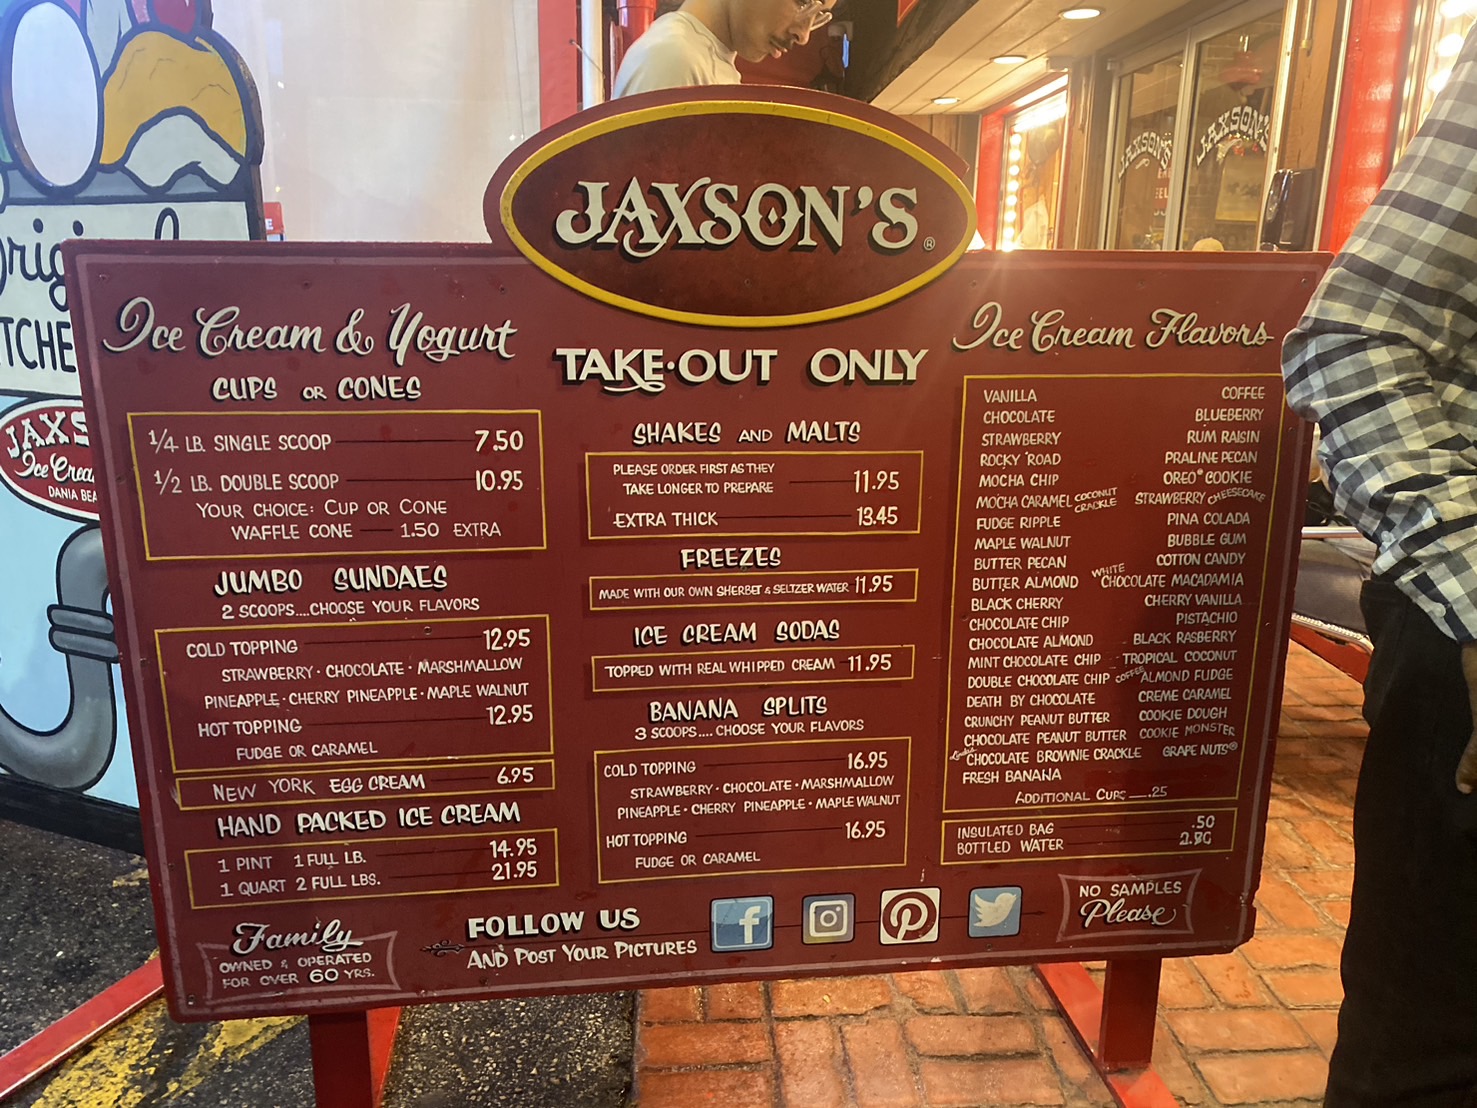 JAXSON'S®
TAKE·OUT ONLY
Ice Cream & Yogurt
CUPS OR CONES
1/4 LB. SINGLE SCOOP 7.50
1/2 LB. DOUBLE SCOOP 10.95
YOUR CHOICE: CUP OR CONE
WAFFLE CONE 1.50 EXTRA
JUMBO SUNDAES
2 SCOOPS....CHOOSE YOUR FLAVORS
COLD TOPPING 12.95
STRAWBERRY · CHOCOLATE · MARSHMALLOW
PINEAPPLE · CHERRY PINEAPPLE · MAPLE WALNUT
HOT TOPPING 12.95
FUDGE OR CARAMEL
NEW YORK EGG CREAM 6.95
HAND PACKED ICE CREAM
1 PINT 1 FULL LB. 14.95
1 QUART 2 FULL LBS. 21.95
Family
OWNED & OPERATED
FOR OVER 60 YRS.
SHAKES AND MALTS
PLEASE ORDER FIRST AS THEY
TAKE LONGER TO PREPARE 11.95
EXTRA THICK 13.45
FREEZES
MADE WITH OUR OWN SHERBET & SELTZER WATER 11.95
ICE CREAM SODAS
TOPPED WITH REAL WHIPPED CREAM 11.95
BANANA SPLITS
3 SCOOPS.... CHOOSE YOUR FLAVORS
COLD TOPPING 16.95
STRAWBERRY · CHOCOLATE · MARSHMALLOW
PINEAPPLE · CHERRY PINEAPPLE · MAPLE WALNUT
HOT TOPPING 16.95
FUDGE OR CARAMEL
FOLLOW US
AND POST YOUR PICTURES
Ice Cream Flavors
VANILLA COFFEE
CHOCOLATE BLUEBERRY
STRAWBERRY RUM RAISIN
ROCKY ROAD PRALINE PECAN
MOCHA CHIP OREO® COOKIE
MOCHA CARAMEL COCONUT CRACKLE STRAWBERRY CHEESECAKE
FUDGE RIPPLE PINA COLADA
MAPLE WALNUT BUBBLE GUM
BUTTER PECAN COTTON CANDY
BUTTER ALMOND WHITE CHOCOLATE MACADAMIA
BLACK CHERRY CHERRY VANILLA
CHOCOLATE CHIP PISTACHIO
CHOCOLATE ALMOND BLACK RASBERRY
MINT CHOCOLATE CHIP TROPICAL COCONUT
DOUBLE CHOCOLATE CHIP COFFEE ALMOND FUDGE
DEATH BY CHOCOLATE CREME CARAMEL
CRUNCHY PEANUT BUTTER COOKIE DOUGH
CHOCOLATE PEANUT BUTTER COOKIE MONSTER
CHOCOLATE BROWNIE CRACKLE GRAPE NUTS®
FRESH BANANA
ADDITIONAL CUPS .25
INSULATED BAG .50
BOTTLED WATER
NO SAMPLES
Please
JAXSON'S
JAXSON'S
Orig
TCHE
JAXS
Ice Crea
DANIA BEA